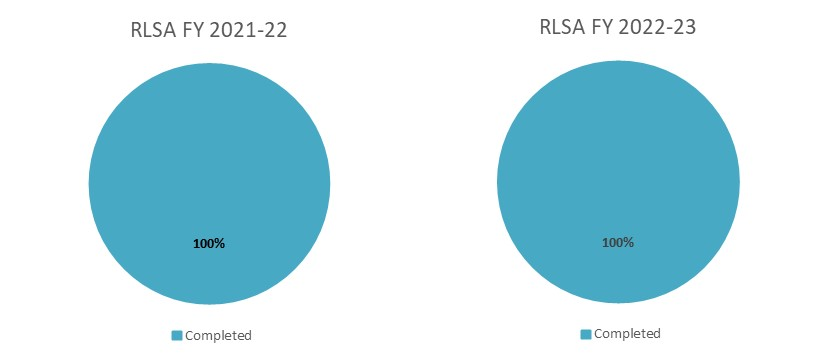 RLSA FY 2021-22
100%
Completed
RLSA FY 2022-23
100%
Completed